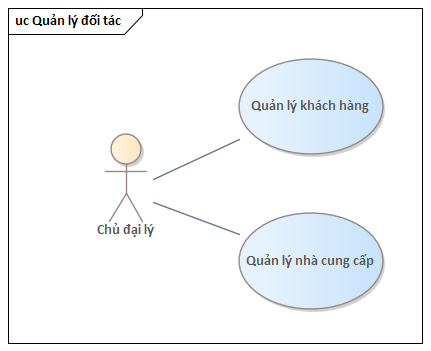 uc Quản lý đối tác
Quản lý khách hàng
Chủ đại lý
Quản lý nhà cung cấp